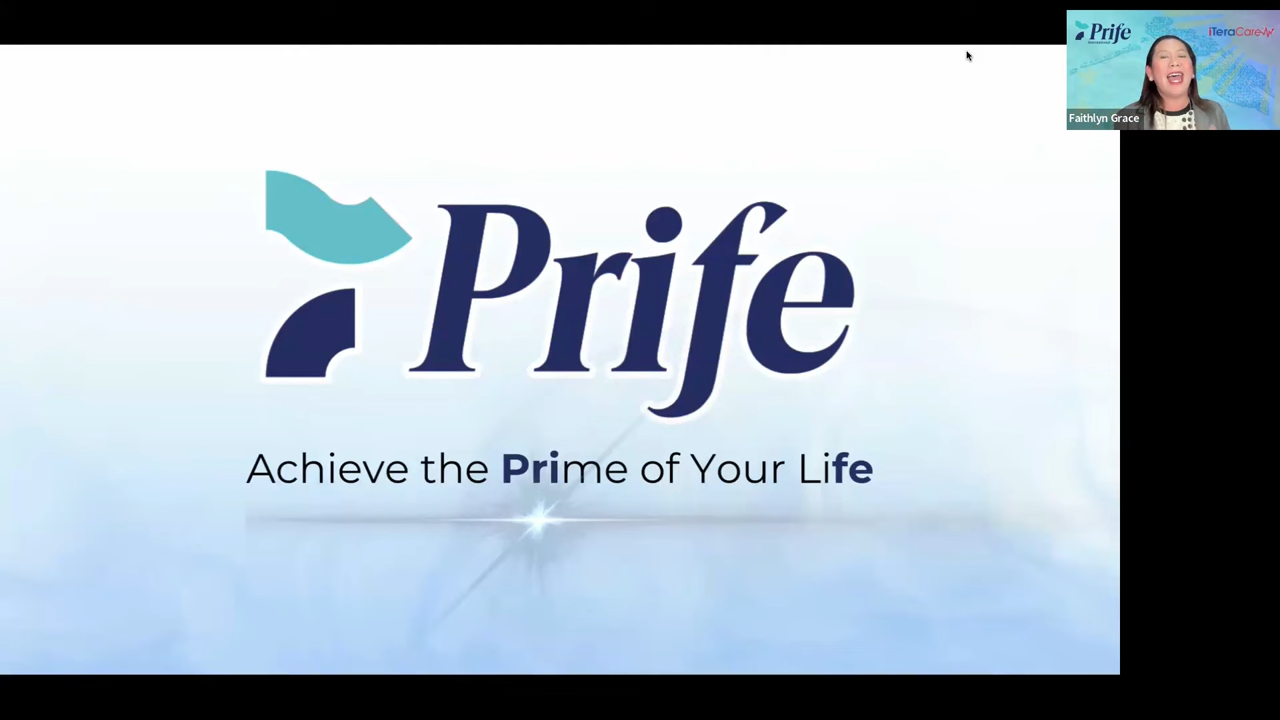 Prife
iTeraCare
Faithlyn Grace
Prife
Achieve the Prime of Your Life